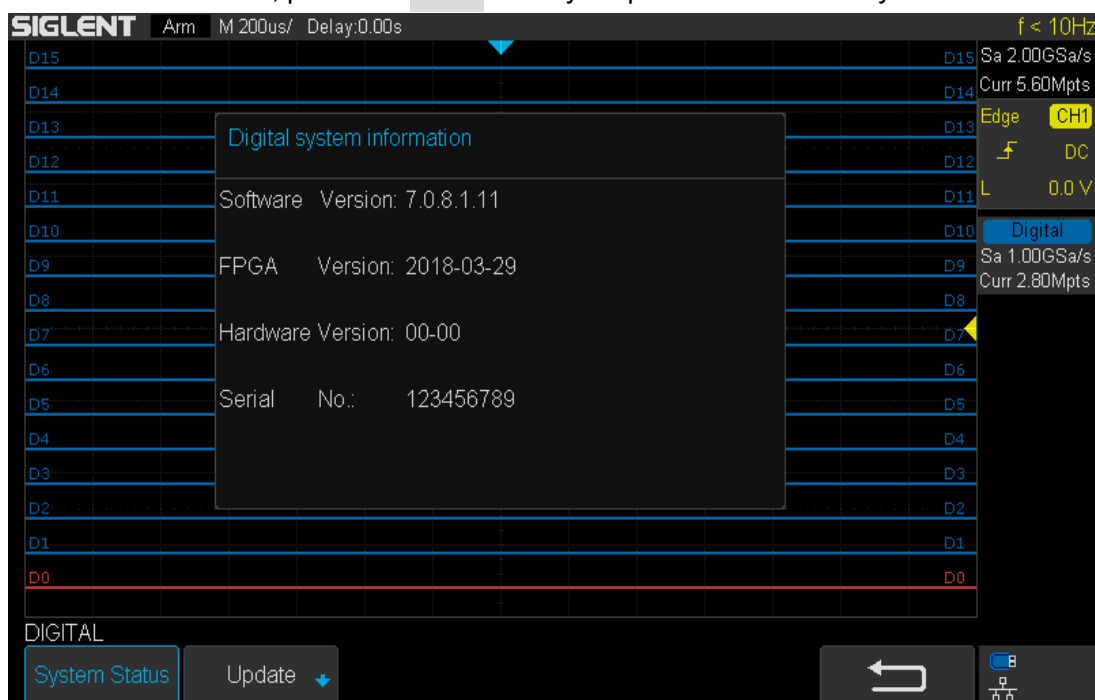 SIGLENT Arm M 200us/ Delay:0.00s f < 10Hz
Sa 2.00GSa/s
Curr 5.60Mpts
Edge CH1
DC
L 0.0 V
Digital
Sa 1.00GSa/s
Curr 2.80Mpts
D15 D15
D14 D14
D13 D13
D12 D12
D11 D11
D10 D10
D9 D9
D8 D8
D7 D7
D6 D6
D5 D5
D4 D4
D3 D3
D2 D2
D1 D1
D0 D0
Digital system information
Software Version: 7.0.8.1.11
FPGA Version: 2018-03-29
Hardware Version: 00-00
Serial No.: 123456789
DIGITAL
System Status Update